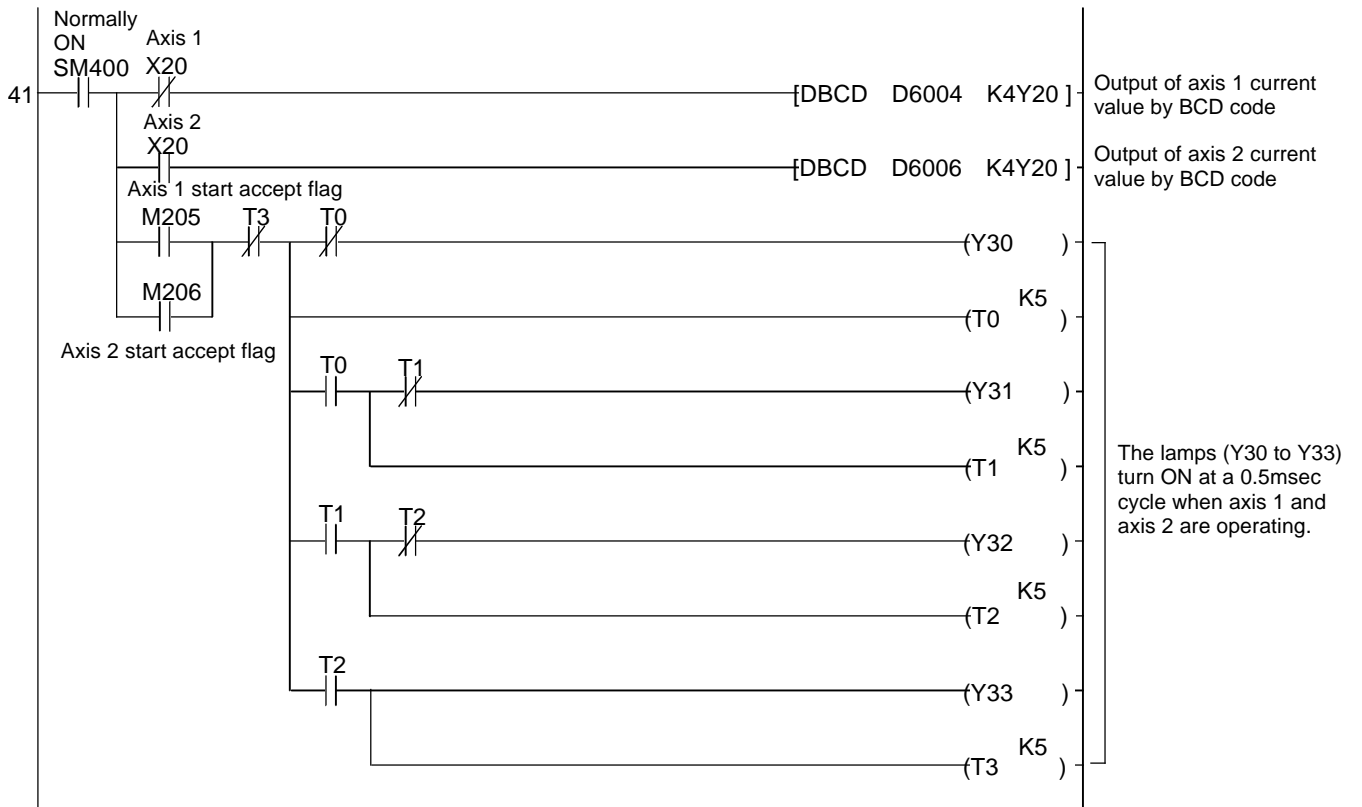 Normally
ON
SM400
Axis 1
X20
41
[DBCD D6004 K4Y20 ]
Output of axis 1 current
value by BCD code
Axis 2
X20
[DBCD D6006 K4Y20 ]
Output of axis 2 current
value by BCD code
Axis 1 start accept flag
M205
T3
T0
(Y30 )
M206
K5
(T0 )
Axis 2 start accept flag
T0
T1
(Y31 )
K5
(T1 )
The lamps (Y30 to Y33)
turn ON at a 0.5msec
cycle when axis 1 and
axis 2 are operating.
T1
T2
(Y32 )
K5
(T2 )
T2
(Y33 )
K5
(T3 )